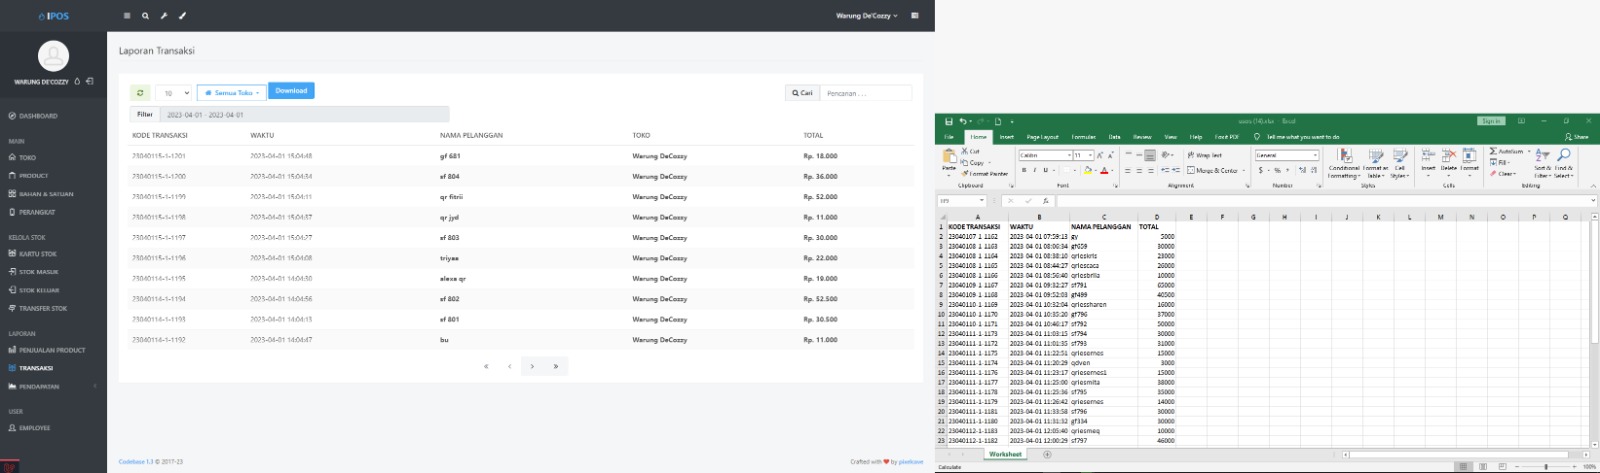 IPOS
Warung De'Cozzy
WARUNG DE'COZZY
DASHBOARD
MAIN
TOKO
PRODUCT
BAHAN & SATUAN
PERANGKAT
KELOLA STOK
KARTU STOK
STOK MASUK
STOK KELUAR
TRANSFER STOK
LAPORAN
PENJUALAN PRODUCT
TRANSAKSI
PENDAPATAN
USER
EMPLOYEE
Laporan Transaksi
10 Semua Toko Download Cari Pencarian . . .
Filter 2023-04-01 - 2023-04-01
KODE TRANSAKSI WAKTU NAMA PELANGGAN TOKO TOTAL
23040115-1-1201 2023-04-01 15:04:48 gf 681 Warung DeCozzy Rp. 18.000
23040115-1-1200 2023-04-01 15:04:34 sf 804 Warung DeCozzy Rp. 36.000
23040115-1-1199 2023-04-01 15:04:11 qr fitrii Warung DeCozzy Rp. 52.000
23040115-1-1198 2023-04-01 15:04:37 qr jyd Warung DeCozzy Rp. 11.000
23040115-1-1197 2023-04-01 15:04:27 sf 803 Warung DeCozzy Rp. 30.000
23040115-1-1196 2023-04-01 15:04:08 triyas Warung DeCozzy Rp. 22.000
23040114-1-1195 2023-04-01 14:04:30 alexa qr Warung DeCozzy Rp. 19.000
23040114-1-1194 2023-04-01 14:04:56 sf 802 Warung DeCozzy Rp. 52.500
23040114-1-1193 2023-04-01 14:04:13 sf 801 Warung DeCozzy Rp. 30.500
23040114-1-1192 2023-04-01 14:04:47 bu Warung DeCozzy Rp. 11.000
« ‹ › »
Codebase 1.3 © 2017-23
Crafted with ❤ by pixelcave
users (14).xlsx - Excel
Sign in
File Home Insert Page Layout Formulas Data Review View Help Foxit PDF Tell me what you want to do Share
Paste Cut Copy Format Painter
Calibri 11
Wrap Text
Merge & Center
General
Conditional Formatting Format as Table Cell Styles
Insert Delete Format
AutoSum Fill Clear
Sort & Filter Find & Select
Clipboard Font Alignment Number Styles Cells Editing
A B C D E F G H I J K L M N O P Q
1 KODE TRANSAKSI WAKTU NAMA PELANGGAN TOTAL
2 23040107-1-1162 2023-04-01 07:59:13 gy 5000
3 23040108-1-1163 2023-04-01 08:06:34 gf659 30000
4 23040108-1-1164 2023-04-01 08:38:10 qrieskris 23000
5 23040108-1-1165 2023-04-01 08:44:27 qriescaca 26000
6 23040108-1-1166 2023-04-01 08:56:40 qriesbrila 10000
7 23040109-1-1167 2023-04-01 09:32:27 sf791 65000
8 23040109-1-1168 2023-04-01 09:52:03 gf499 40500
9 23040110-1-1169 2023-04-01 10:32:04 qriessharen 16000
10 23040110-1-1170 2023-04-01 10:35:20 gf796 37000
11 23040110-1-1171 2023-04-01 10:46:17 sf792 50000
12 23040111-1-1173 2023-04-01 11:03:15 sf794 30000
13 23040111-1-1172 2023-04-01 11:01:35 sf793 31000
14 23040111-1-1175 2023-04-01 11:22:51 qriesemes 15000
15 23040111-1-1174 2023-04-01 11:20:29 qdven 3000
16 23040111-1-1176 2023-04-01 11:23:17 qriesemes1 15000
17 23040111-1-1177 2023-04-01 11:25:00 qriesmita 38000
18 23040111-1-1178 2023-04-01 11:25:36 sf795 35000
19 23040111-1-1179 2023-04-01 11:26:42 qriesemes 14000
20 23040111-1-1181 2023-04-01 11:33:58 sf796 30000
21 23040111-1-1180 2023-04-01 11:31:32 gf334 30000
22 23040112-1-1183 2023-04-01 12:05:40 qriesmeq 10000
23 23040112-1-1182 2023-04-01 12:00:29 sf797 46000
Worksheet
Calculate
100%